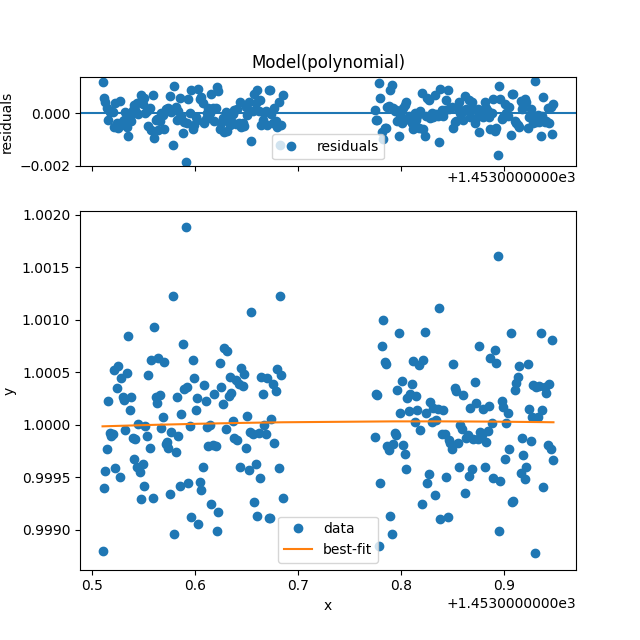 Model(polynomial)
residuals
0.000
−0.002
residuals
+1.4530000000e3
1.0020
1.0015
1.0010
1.0005
1.0000
0.9995
0.9990
y
data
best-fit
0.5 0.6 0.7 0.8 0.9
x
+1.4530000000e3